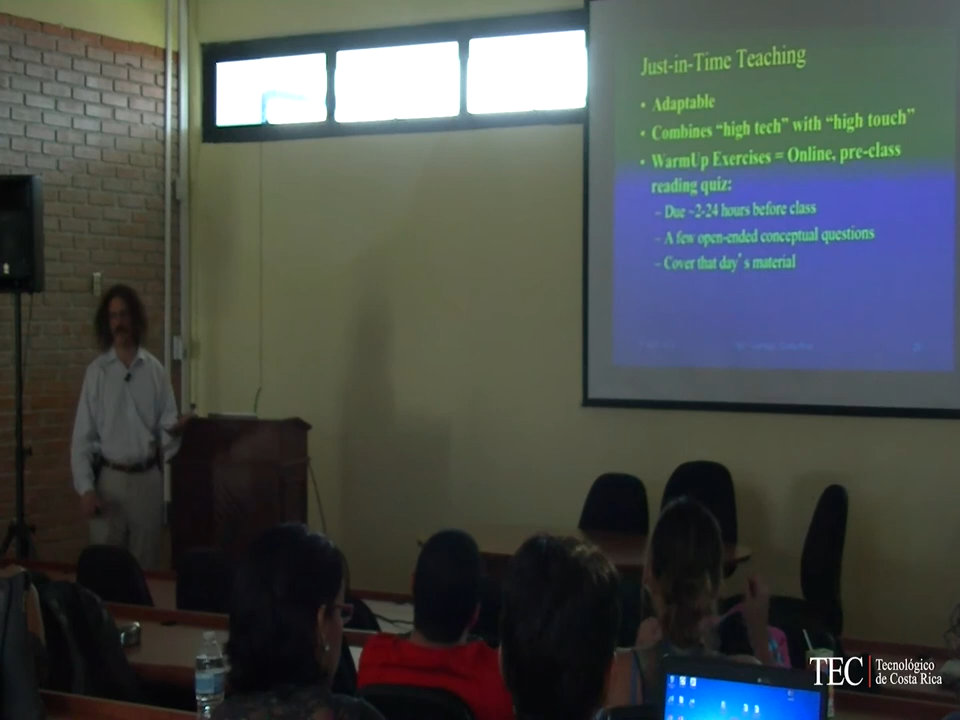 Just-in-Time Teaching
• Adaptable
• Combines “high tech” with “high touch”
• WarmUp Exercises = Online, pre-class
reading quiz:
– Due ~2-24 hours before class
– A few open-ended conceptual questions
– Cover that day´s material
TEC | Tecnológico
de Costa Rica